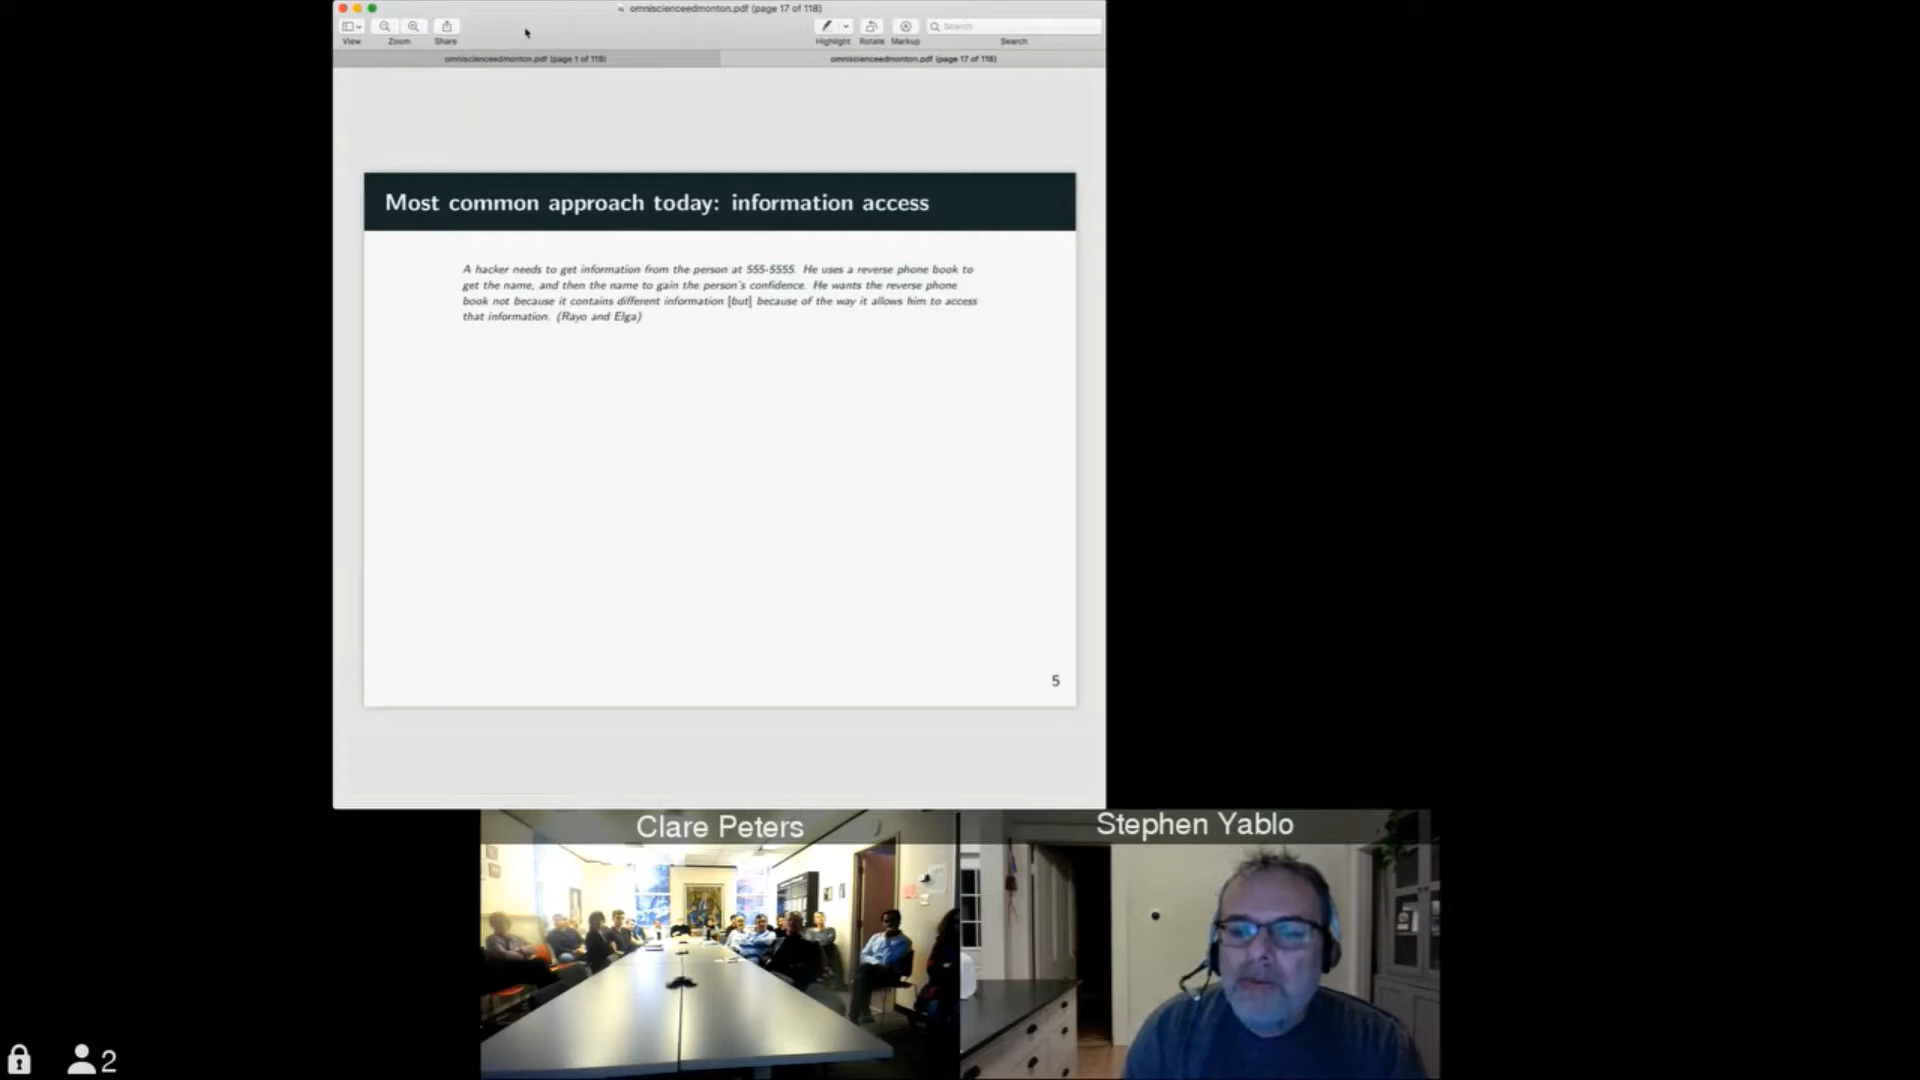 omniscienceedmonton.pdf (page 17 of 118)
View
Zoom
Share
Highlight
Rotate
Markup
Search
Search
omniscienceedmonton.pdf (page 1 of 118)
omniscienceedmonton.pdf (page 17 of 118)
Most common approach today: information access
A hacker needs to get information from the person at 555-5555. He uses a reverse phone book to
get the name, and then the name to gain the person's confidence. He wants the reverse phone
book not because it contains different information [but] because of the way it allows him to access
that information. (Rayo and Elga)
5
Clare Peters
Stephen Yablo
2